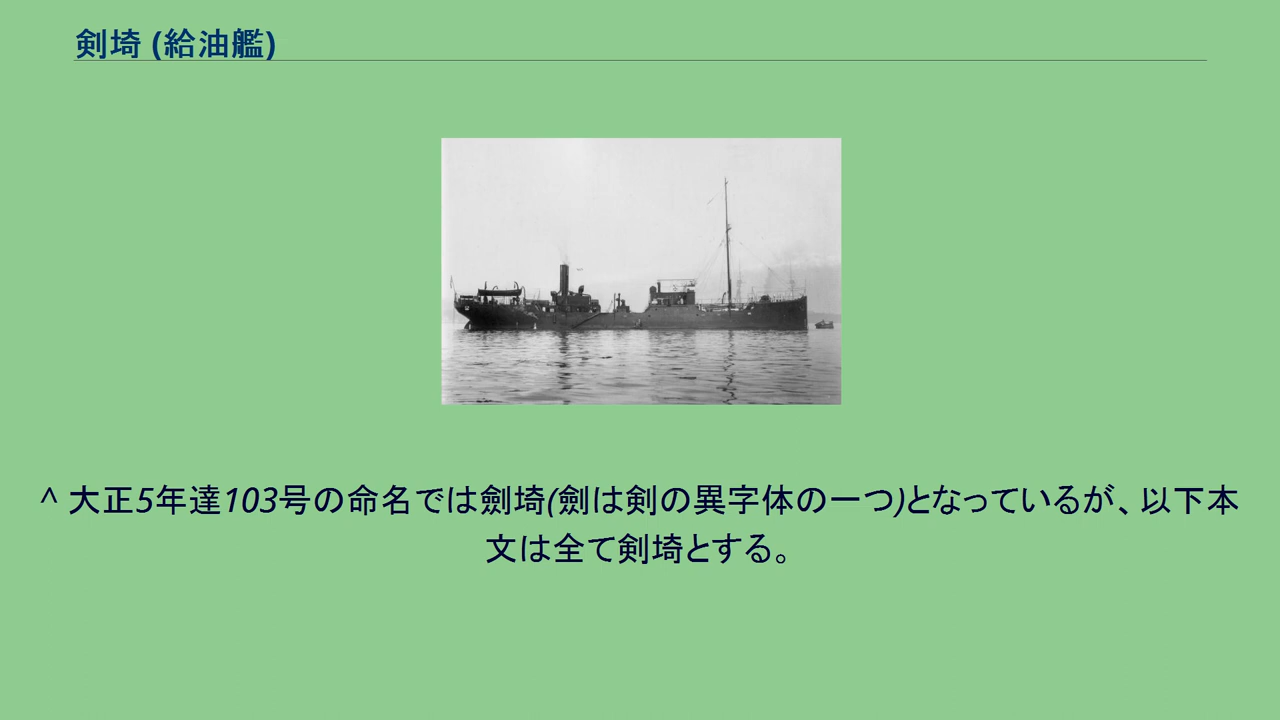 剣埼 (給油艦)
^ 大正5年達103号の命名では劍埼(劍は剣の異字体の一つ)となっているが、以下本
文は全て剣埼とする。